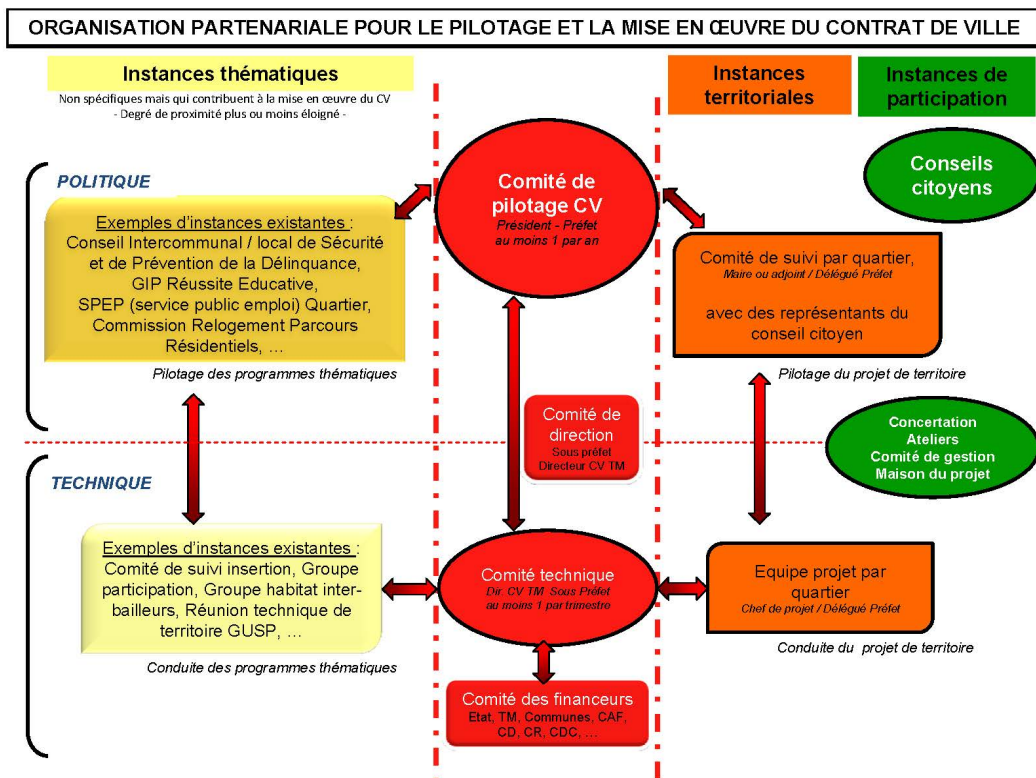 ORGANISATION PARTENARIALE POUR LE PILOTAGE ET LA MISE EN ŒUVRE DU CONTRAT DE VILLE
Instances thématiques
Non spécifiques mais qui contribuent à la mise en œuvre du CV
- Degré de proximité plus ou moins éloigné -
Instances
territoriales
Instances de
participation
Conseils
citoyens
POLITIQUE
Exemples d'instances existantes :
Conseil Intercommunal / local de Sécurité
et de Prévention de la Délinquance,
GIP Réussite Educative,
SPEP (service public emploi) Quartier,
Commission Relogement Parcours
Résidentiels, …
Pilotage des programmes thématiques
Comité de
pilotage CV
Président - Préfet
au moins 1 par an
Comité de suivi par quartier,
Maire ou adjoint / Délégué Préfet
avec des représentants du
conseil citoyen
Pilotage du projet de territoire
Comité de
direction
Sous préfet
Directeur CV TM
Concertation
Ateliers
Comité de gestion
Maison du projet
TECHNIQUE
Exemples d'instances existantes :
Comité de suivi insertion, Groupe
participation, Groupe habitat inter-
bailleurs, Réunion technique de
territoire GUSP, …
Conduite des programmes thématiques
Comité technique
Dir. CV TM Sous Préfet
au moins 1 par trimestre
Equipe projet par
quartier
Chef de projet / Délégué Préfet
Conduite du projet de territoire
Comité des financeurs
Etat, TM, Communes, CAF,
CD, CR, CDC, …